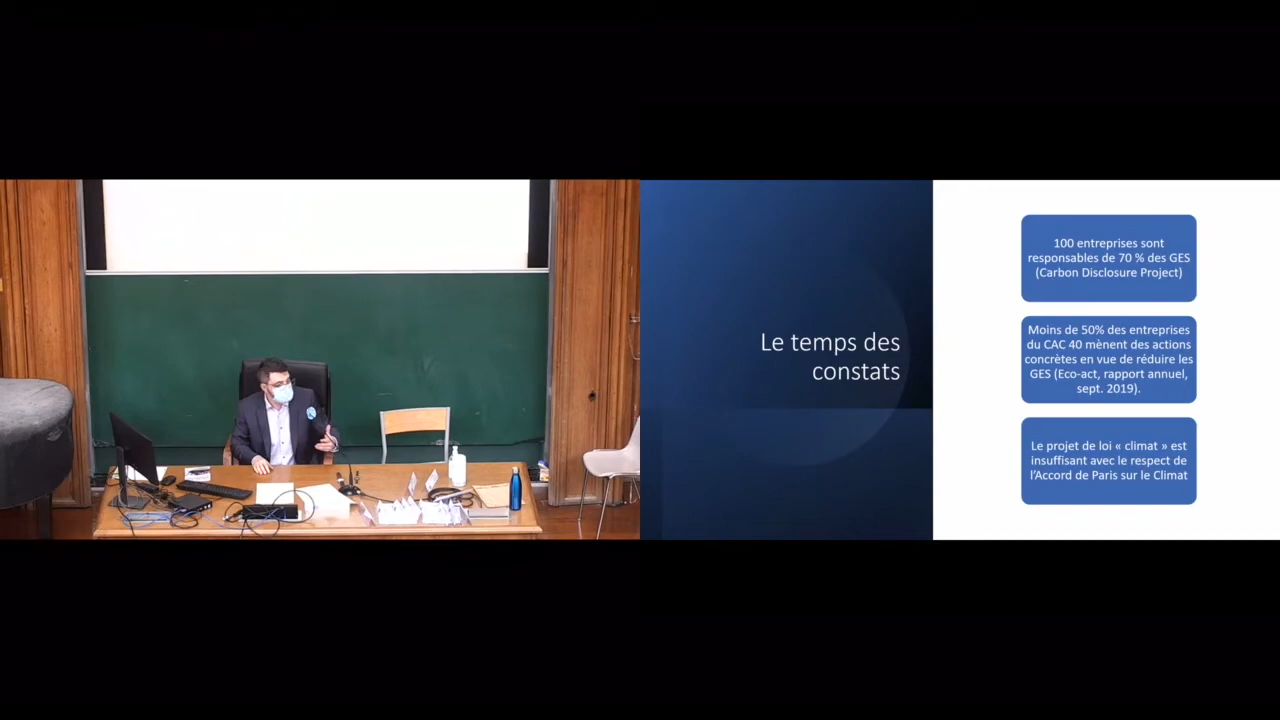 Le temps des
constats
100 entreprises sont
responsables de 70 % des GES
(Carbon Disclosure Project)
Moins de 50% des entreprises
du CAC 40 mènent des actions
concrètes en vue de réduire les
GES (Eco-act, rapport annuel,
sept. 2019).
Le projet de loi « climat » est
insuffisant avec le respect de
l'Accord de Paris sur le Climat